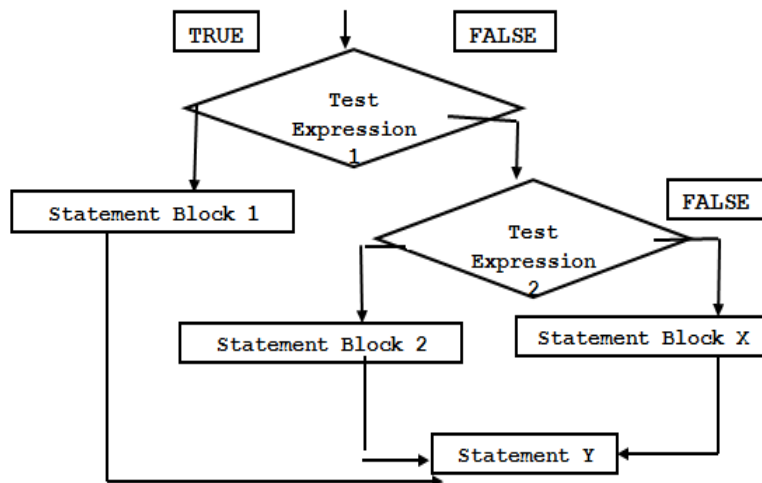 TRUE
FALSE
Test
Expression
1
Statement Block 1
FALSE
Test
Expression
2
Statement Block 2
Statement Block X
Statement Y